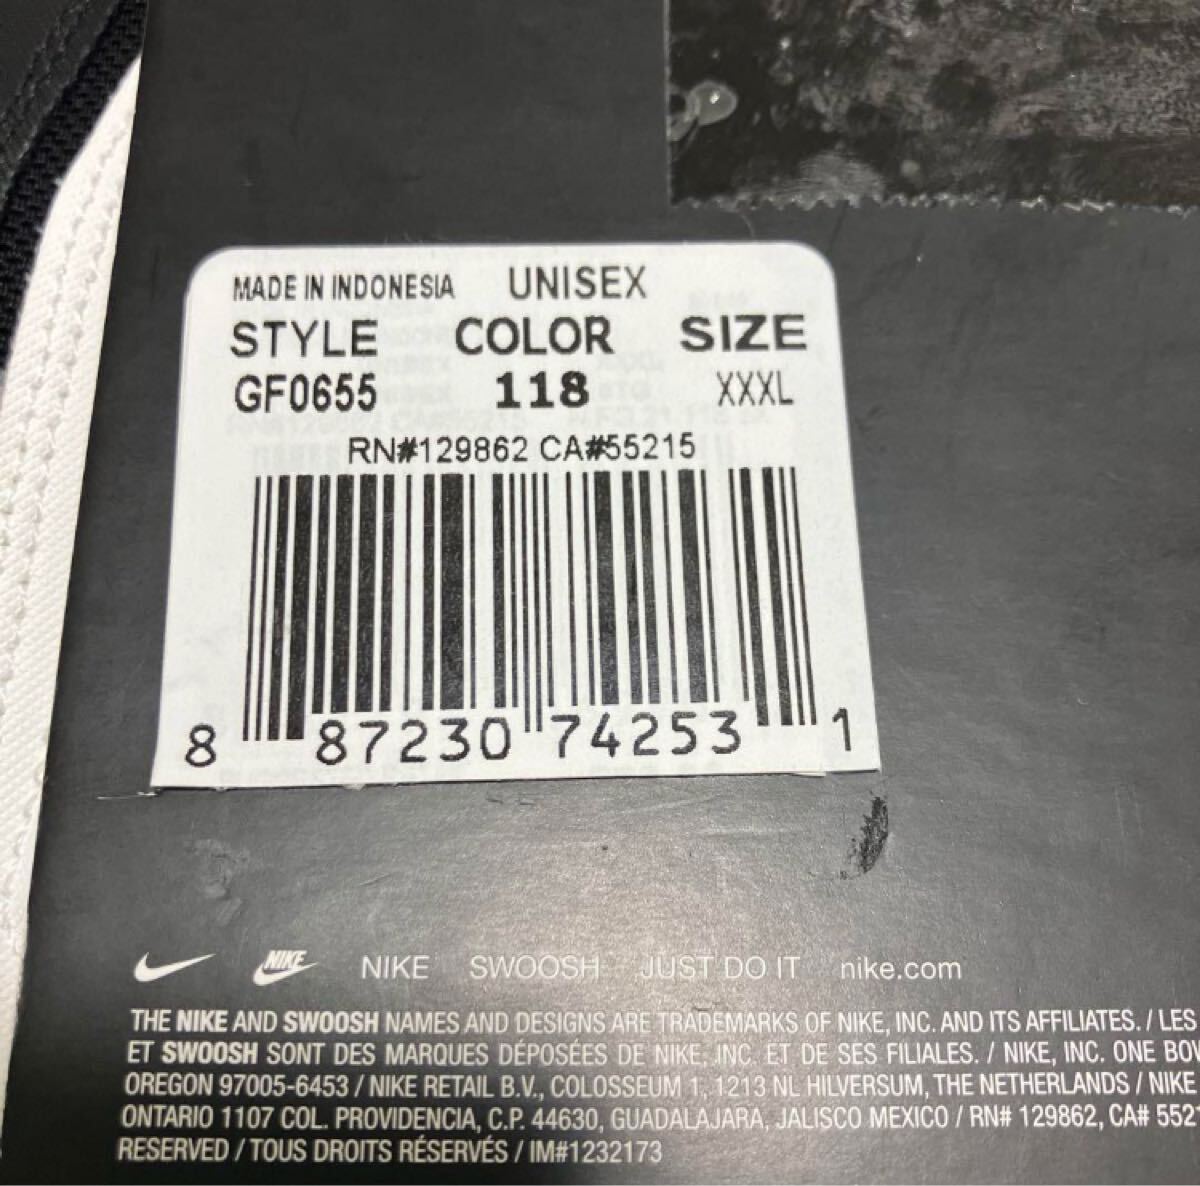 MADE IN INDONESIA UNISEX
STYLE COLOR SIZE
GF0655 118 XXXL
RN#129862 CA#55215
8 87230 74253 1
NIKE NIKE SWOOSH JUST DO IT nike.com
THE NIKE AND SWOOSH NAMES AND DESIGNS ARE TRADEMARKS OF NIKE, INC. AND ITS AFFILIATES. / LES
ET SWOOSH SONT DES MARQUES DÉPOSÉES DE NIKE, INC. ET DE SES FILIALES. / NIKE, INC. ONE BOW
OREGON 97005-6453 / NIKE RETAIL B.V., COLOSSEUM 1, 1213 NL HILVERSUM, THE NETHERLANDS / NIKE
ONTARIO 1107 COL. PROVIDENCIA, C.P. 44630, GUADALAJARA, JALISCO MEXICO / RN# 129862, CA# 552
RESERVED / TOUS DROITS RÉSERVÉS / IM#1232173